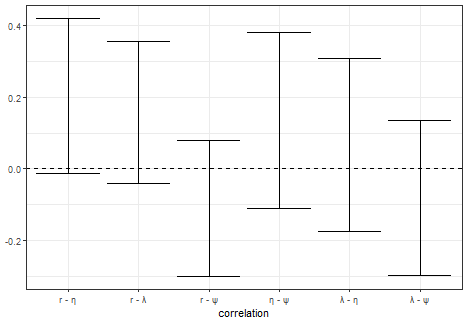 0.4
0.2
0.0
-0.2
r - η
r - λ
r - ψ
η - ψ
λ - η
λ - ψ
correlation